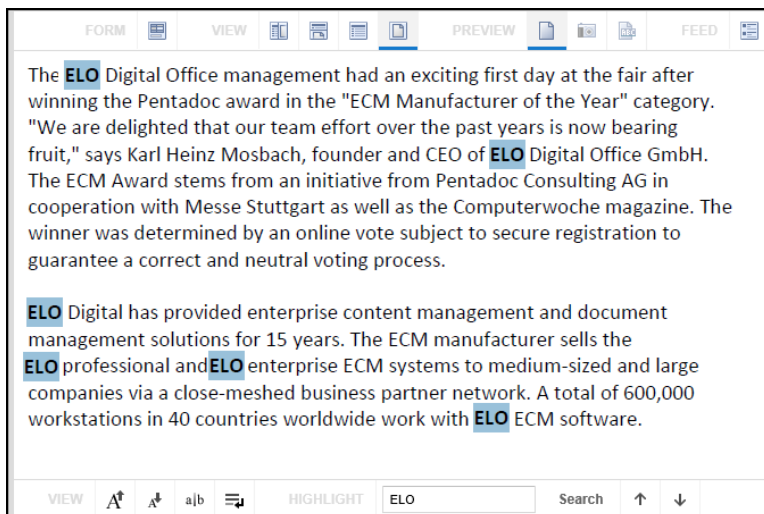 FORM VIEW PREVIEW FEED
The ELO Digital Office management had an exciting first day at the fair after
winning the Pentadoc award in the "ECM Manufacturer of the Year" category.
"We are delighted that our team effort over the past years is now bearing
fruit," says Karl Heinz Mosbach, founder and CEO of ELO Digital Office GmbH.
The ECM Award stems from an initiative from Pentadoc Consulting AG in
cooperation with Messe Stuttgart as well as the Computerwoche magazine. The
winner was determined by an online vote subject to secure registration to
guarantee a correct and neutral voting process.
ELO Digital has provided enterprise content management and document
management solutions for 15 years. The ECM manufacturer sells the
ELO professional and ELO enterprise ECM systems to medium-sized and large
companies via a close-meshed business partner network. A total of 600,000
workstations in 40 countries worldwide work with ELO ECM software.
VIEW A A a|b HIGHLIGHT ELO Search